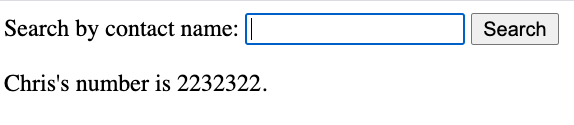 Search by contact name: Search
Chris's number is 2232322.